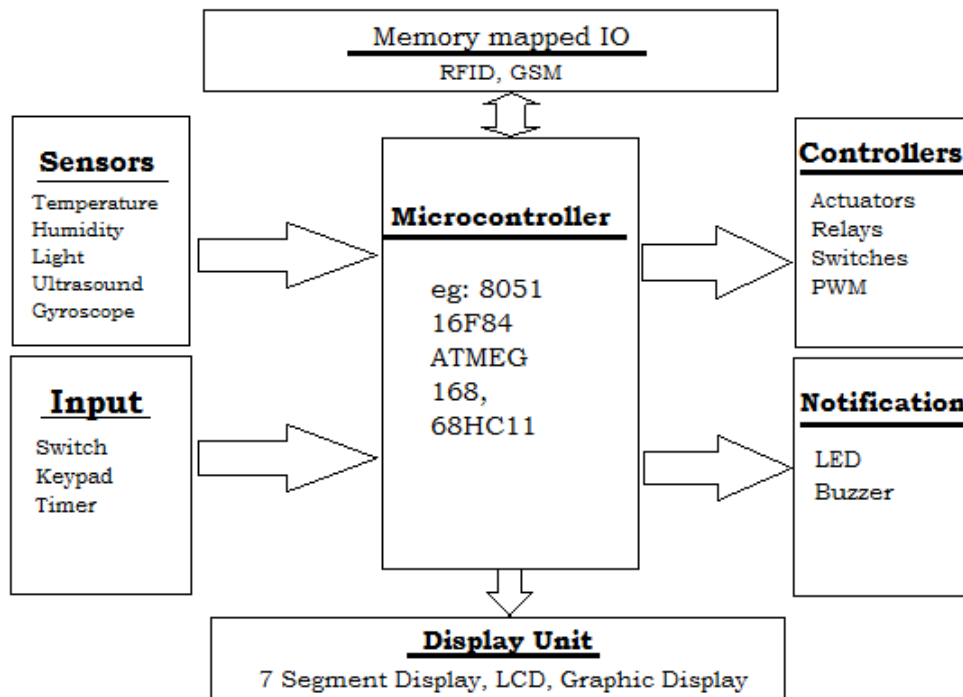 Memory mapped IO
RFID, GSM
Sensors
Temperature
Humidity
Light
Ultrasound
Gyroscope
Input
Switch
Keypad
Timer
Microcontroller
eg: 8051
16F84
ATMEG
168,
68HC11
Controllers
Actuators
Relays
Switches
PWM
Notification
LED
Buzzer
Display Unit
7 Segment Display, LCD, Graphic Display